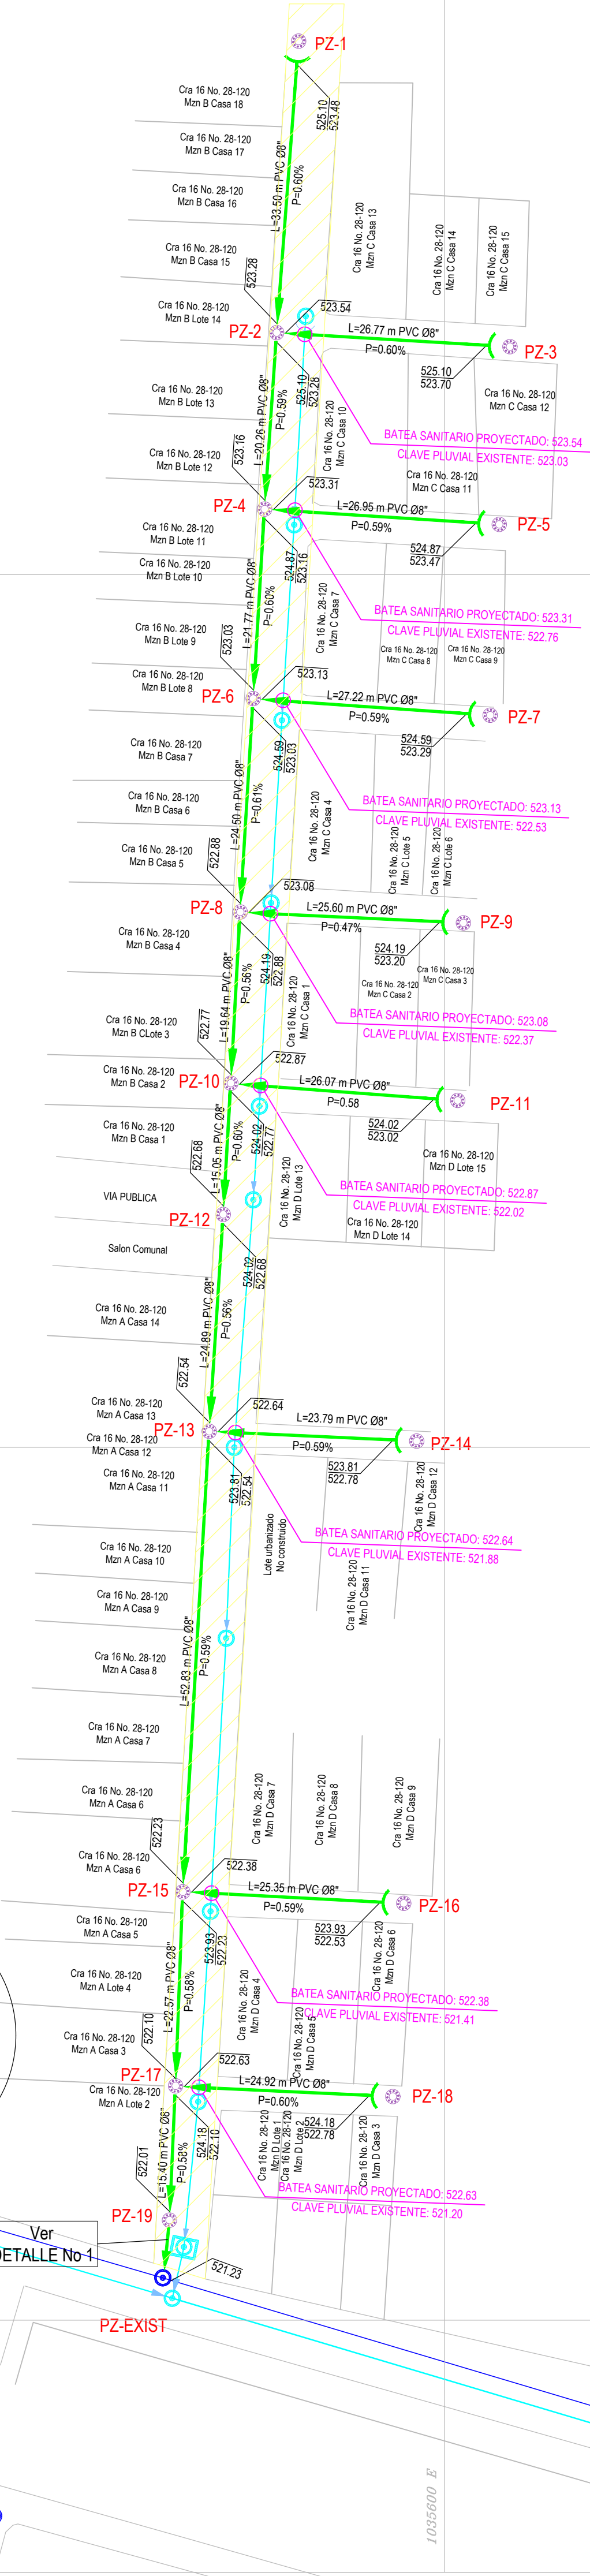 PZ-1
525.10
523.48
L=33.50 m PVC Ø8"
P=0.60%
Cra 16 No. 28-120
Mzn B Casa 18
Cra 16 No. 28-120
Mzn B Casa 17
Cra 16 No. 28-120
Mzn B Casa 16
Cra 16 No. 28-120
Mzn B Casa 15
Cra 16 No. 28-120
Mzn C Casa 13
Cra 16 No. 28-120
Mzn C Casa 14
Cra 16 No. 28-120
Mzn C Casa 15
523.28
523.54
Cra 16 No. 28-120
Mzn B Lote 14
PZ-2
L=26.77 m PVC Ø8"
P=0.60%
PZ-3
525.10
523.70
525.10
523.28
L=20.26 m PVC Ø8"
P=0.59%
Cra 16 No. 28-120
Mzn B Lote 13
Cra 16 No. 28-120
Mzn C Casa 10
Cra 16 No. 28-120
Mzn C Casa 12
BATEA SANITARIO PROYECTADO: 523.54
CLAVE PLUVIAL EXISTENTE: 523.03
523.16
Cra 16 No. 28-120
Mzn B Lote 12
Cra 16 No. 28-120
Mzn C Casa 11
523.31
PZ-4
L=26.95 m PVC Ø8"
P=0.59%
PZ-5
524.87
523.47
524.87
523.16
Cra 16 No. 28-120
Mzn B Lote 11
Cra 16 No. 28-120
Mzn B Lote 10
L=21.77 m PVC Ø8"
P=0.60%
Cra 16 No. 28-120
Mzn C Casa 7
BATEA SANITARIO PROYECTADO: 523.31
CLAVE PLUVIAL EXISTENTE: 522.76
Cra 16 No. 28-120
Mzn B Lote 9
523.03
Cra 16 No. 28-120
Mzn C Casa 8
Cra 16 No. 28-120
Mzn C Casa 9
Cra 16 No. 28-120
Mzn B Lote 8
523.13
PZ-6
L=27.22 m PVC Ø8"
P=0.59%
PZ-7
524.59
523.29
524.59
523.03
Cra 16 No. 28-120
Mzn B Casa 7
L=24.50 m PVC Ø8"
P=0.61%
Cra 16 No. 28-120
Mzn B Casa 6
Cra 16 No. 28-120
Mzn C Casa 4
BATEA SANITARIO PROYECTADO: 523.13
CLAVE PLUVIAL EXISTENTE: 522.53
Cra 16 No. 28-120
Mzn B Casa 5
522.88
Cra 16 No. 28-120
Mzn C Lote 5
Cra 16 No. 28-120
Mzn C Lote 6
523.08
PZ-8
L=25.60 m PVC Ø8"
P=0.47%
PZ-9
524.19
523.20
524.19
522.88
Cra 16 No. 28-120
Mzn B Casa 4
L=19.64 m PVC Ø8"
P=0.56%
Cra 16 No. 28-120
Mzn C Casa 1
Cra 16 No. 28-120
Mzn C Casa 2
Cra 16 No. 28-120
Mzn C Casa 3
BATEA SANITARIO PROYECTADO: 523.08
CLAVE PLUVIAL EXISTENTE: 522.37
Cra 16 No. 28-120
Mzn B CLote 3
522.77
522.87
Cra 16 No. 28-120
Mzn B Casa 2
PZ-10
L=26.07 m PVC Ø8"
P=0.58
PZ-11
524.02
523.02
524.02
522.77
Cra 16 No. 28-120
Mzn B Casa 1
522.68
L=15.05 m PVC Ø8"
P=0.60%
Cra 16 No. 28-120
Mzn D Lote 13
Cra 16 No. 28-120
Mzn D Lote 15
BATEA SANITARIO PROYECTADO: 522.87
CLAVE PLUVIAL EXISTENTE: 522.02
Cra 16 No. 28-120
Mzn D Lote 14
VIA PUBLICA
PZ-12
Salon Comunal
524.02
522.68
Cra 16 No. 28-120
Mzn A Casa 14
L=24.89 m PVC Ø8"
P=0.56%
522.54
522.64
Cra 16 No. 28-120
Mzn A Casa 13
Cra 16 No. 28-120
Mzn A Casa 12
PZ-13
L=23.79 m PVC Ø8"
P=0.59%
PZ-14
523.81
522.78
523.81
522.54
Cra 16 No. 28-120
Mzn A Casa 11
Cra 16 No. 28-120
Mzn D Casa 12
Lote urbanizado
No construido
BATEA SANITARIO PROYECTADO: 522.64
CLAVE PLUVIAL EXISTENTE: 521.88
Cra 16 No. 28-120
Mzn A Casa 10
Cra 16 No. 28-120
Mzn D Casa 11
Cra 16 No. 28-120
Mzn A Casa 9
L=52.83 m PVC Ø8"
P=0.59%
Cra 16 No. 28-120
Mzn A Casa 8
Cra 16 No. 28-120
Mzn A Casa 7
Cra 16 No. 28-120
Mzn D Casa 7
Cra 16 No. 28-120
Mzn D Casa 8
Cra 16 No. 28-120
Mzn D Casa 9
Cra 16 No. 28-120
Mzn A Casa 6
522.23
522.38
Cra 16 No. 28-120
Mzn A Casa 6
PZ-15
L=25.35 m PVC Ø8"
P=0.59%
PZ-16
523.93
522.53
523.93
522.23
Cra 16 No. 28-120
Mzn A Casa 5
Cra 16 No. 28-120
Mzn D Casa 6
L=22.57 m PVC Ø8"
P=0.58%
Cra 16 No. 28-120
Mzn A Lote 4
Cra 16 No. 28-120
Mzn D Casa 4
BATEA SANITARIO PROYECTADO: 522.38
CLAVE PLUVIAL EXISTENTE: 521.41
Cra 16 No. 28-120
Mzn D Casa 5
522.10
Cra 16 No. 28-120
Mzn A Casa 3
522.63
PZ-17
L=24.92 m PVC Ø8"
P=0.60%
PZ-18
524.18
522.78
524.18
522.10
Cra 16 No. 28-120
Mzn A Lote 2
L=15.40 m PVC Ø8"
P=0.58%
Cra 16 No. 28-120
Mzn D Lote 1
Cra 16 No. 28-120
Mzn D Lote 2
Cra 16 No. 28-120
Mzn D Casa 3
522.01
BATEA SANITARIO PROYECTADO: 522.63
CLAVE PLUVIAL EXISTENTE: 521.20
PZ-19
Ver
DETALLE No 1
521.23
PZ-EXIST
1035600 E